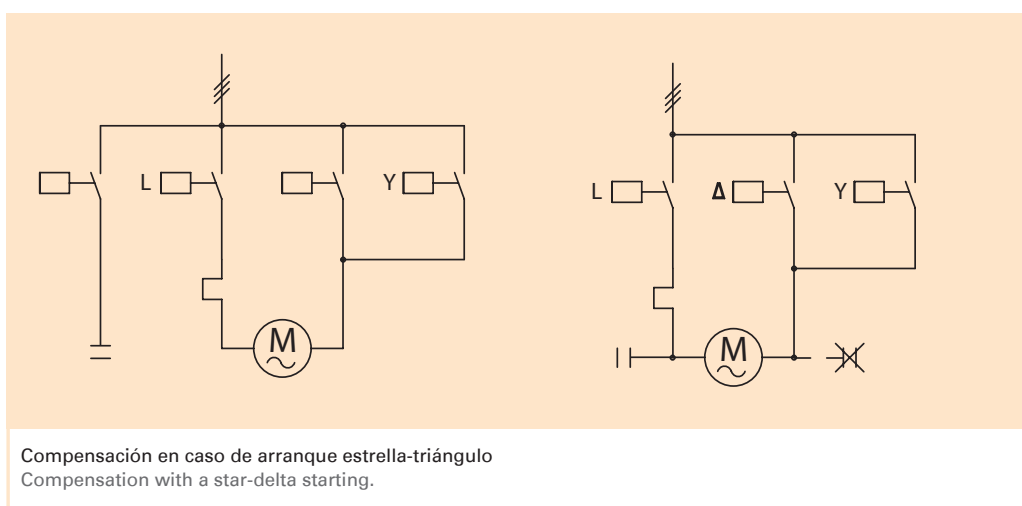 L
Y
M
L
Δ
Y
M
Compensación en caso de arranque estrella-triángulo
Compensation with a star-delta starting.